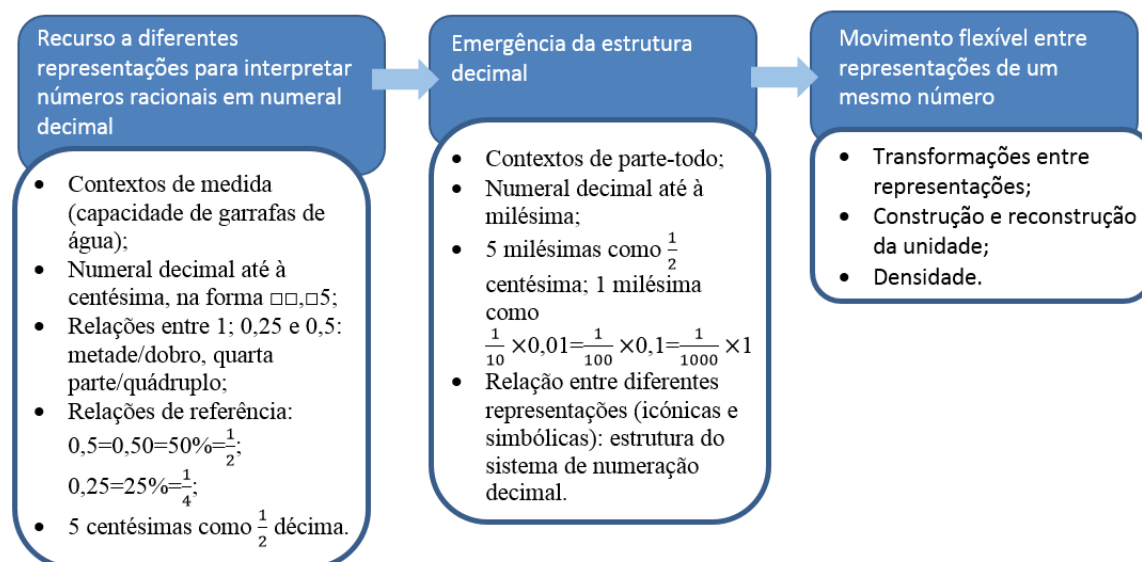 Recurso a diferentes
representações para interpretar
números racionais em numeral
decimal
• Contextos de medida
(capacidade de garrafas de
água);
• Numeral decimal até à
centésima, na forma □□,□5;
• Relações entre 1; 0,25 e 0,5:
metade/dobro, quarta
parte/quádruplo;
• Relações de referência:
0,5=0,50=50%=1/2;
0,25=25%=1/4;
• 5 centésimas como 1/2 décima.
Emergência da estrutura
decimal
• Contextos de parte-todo;
• Numeral decimal até à
milésima;
• 5 milésimas como 1/2
centésima; 1 milésima
como
1/10 ×0,01=1/100 ×0,1=1/1000 ×1
• Relação entre diferentes
representações (icónicas e
simbólicas): estrutura do
sistema de numeração
decimal.
Movimento flexível entre
representações de um
mesmo número
• Transformações entre
representações;
• Construção e reconstrução
da unidade;
• Densidade.